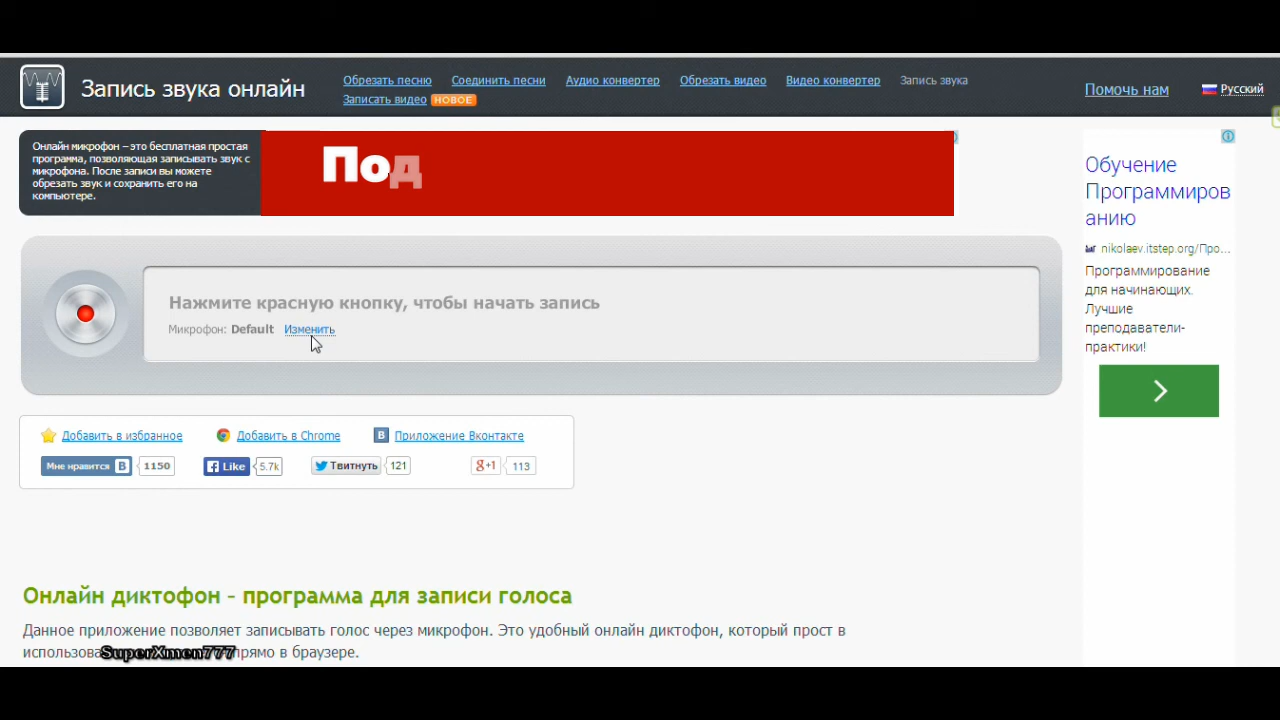 Запись звука онлайн
Обрезать песню Соединить песни Аудио конвертер Обрезать видео Видео конвертер Запись звука
Записать видео НОВОЕ
Помочь нам
Русский
Онлайн микрофон – это бесплатная простая
программа, позволяющая записывать звук с
микрофона. После записи вы можете
обрезать звук и сохранить его на
компьютере.
Под
Нажмите красную кнопку, чтобы начать запись
Микрофон: Default Изменить
Добавить в избранное Добавить в Chrome Приложение Вконтакте
Мне нравится B 1150 Like 5.7k Твитнуть 121 g+1 113
Обучение
Программиров
анию
nikolaev.itstep.org/Про...
Программирование
для начинающих.
Лучшие
преподаватели-
практики!
Онлайн диктофон – программа для записи голоса
Данное приложение позволяет записывать голос через микрофон. Это удобный онлайн диктофон, который прост в
использова SuperXmen777 прямо в браузере.